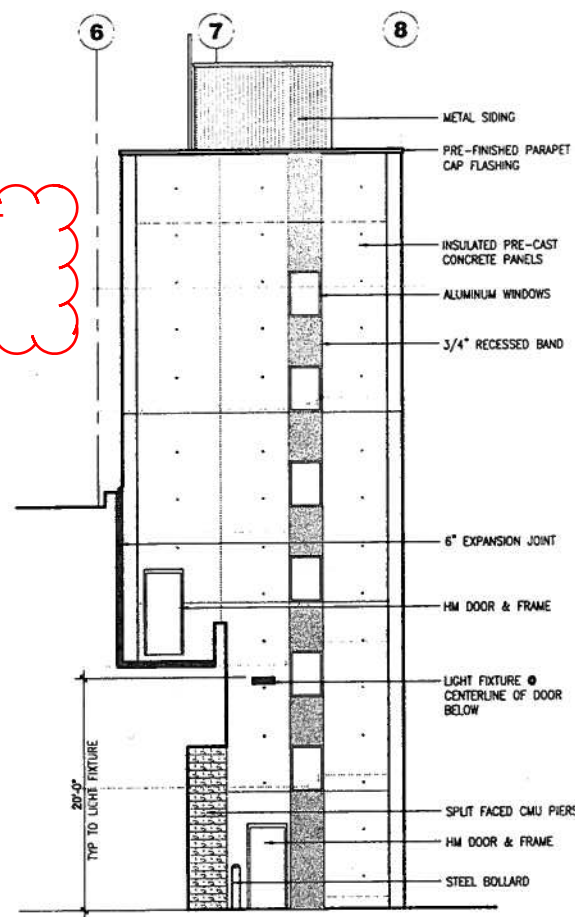 6
7
8
METAL SIDING
PRE-FINISHED PARAPET
CAP FLASHING
INSULATED PRE-CAST
CONCRETE PANELS
ALUMINUM WINDOWS
3/4" RECESSED BAND
6" EXPANSION JOINT
HM DOOR & FRAME
LIGHT FIXTURE @
CENTERLINE OF DOOR
BELOW
20'-0"
TYP TO LIGHT FIXTURE
SPLIT FACED CMU PIERS
HM DOOR & FRAME
STEEL BOLLARD